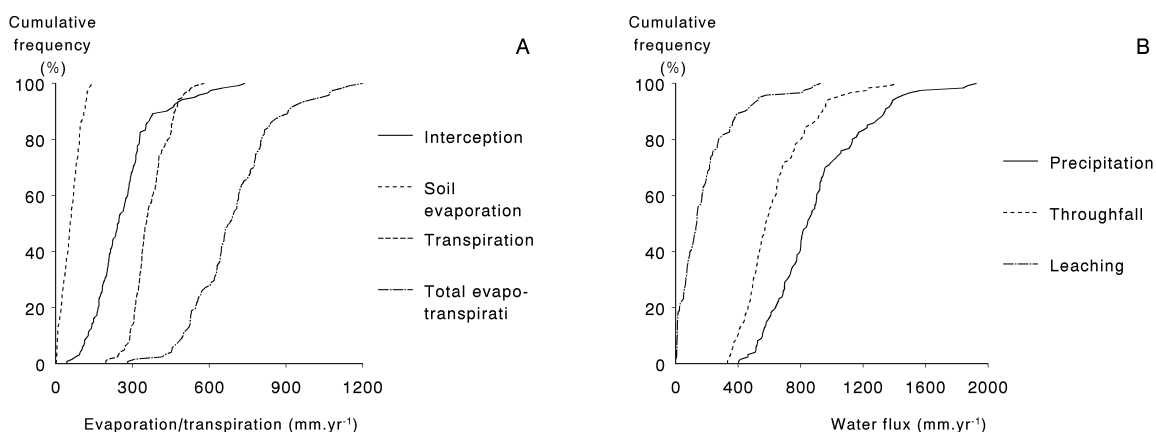 Cumulative
frequency
(%)
A
100
80
60
40
20
0
0 300 600 900 1200
Evaporation/transpiration (mm.yr-1)
Interception
Soil
evaporation
Transpiration
Total evapo-
transpirati
Cumulative
frequency
(%)
B
100
80
60
40
20
0
0 400 800 1200 1600 2000
Water flux (mm.yr-1)
Precipitation
Throughfall
Leaching